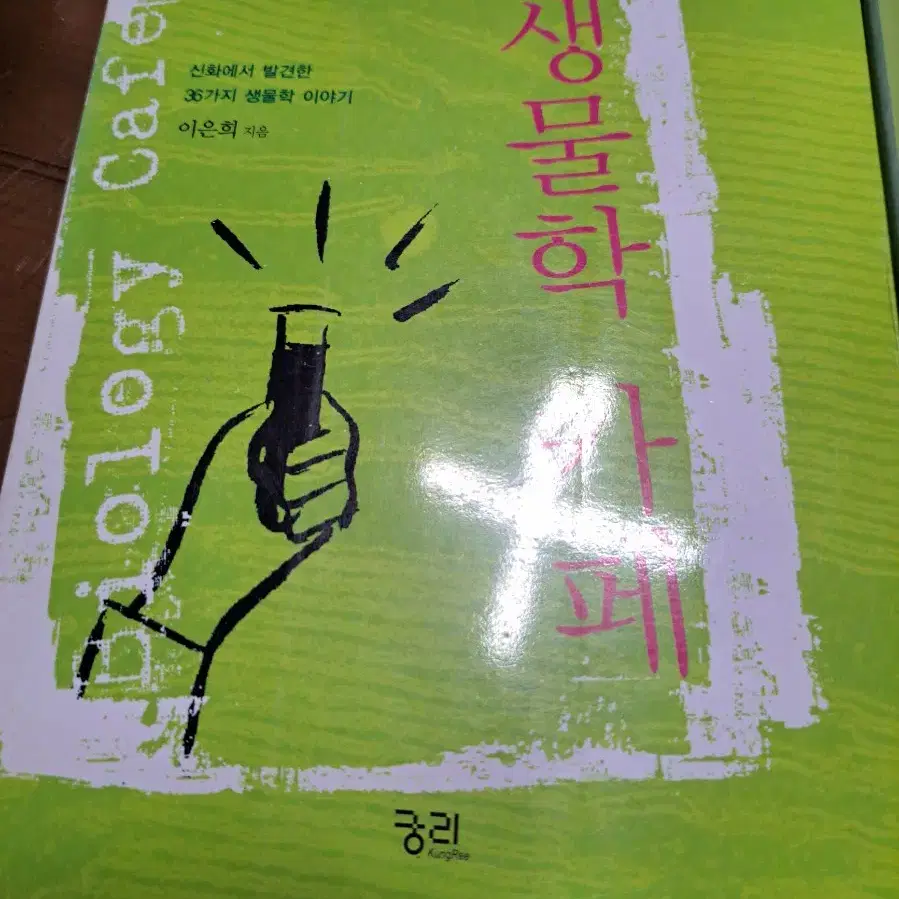 Biology Cafe
신화에서 발견한
36가지 생물학 이야기
이은희 지음
생물학 카페
궁리
KungRee